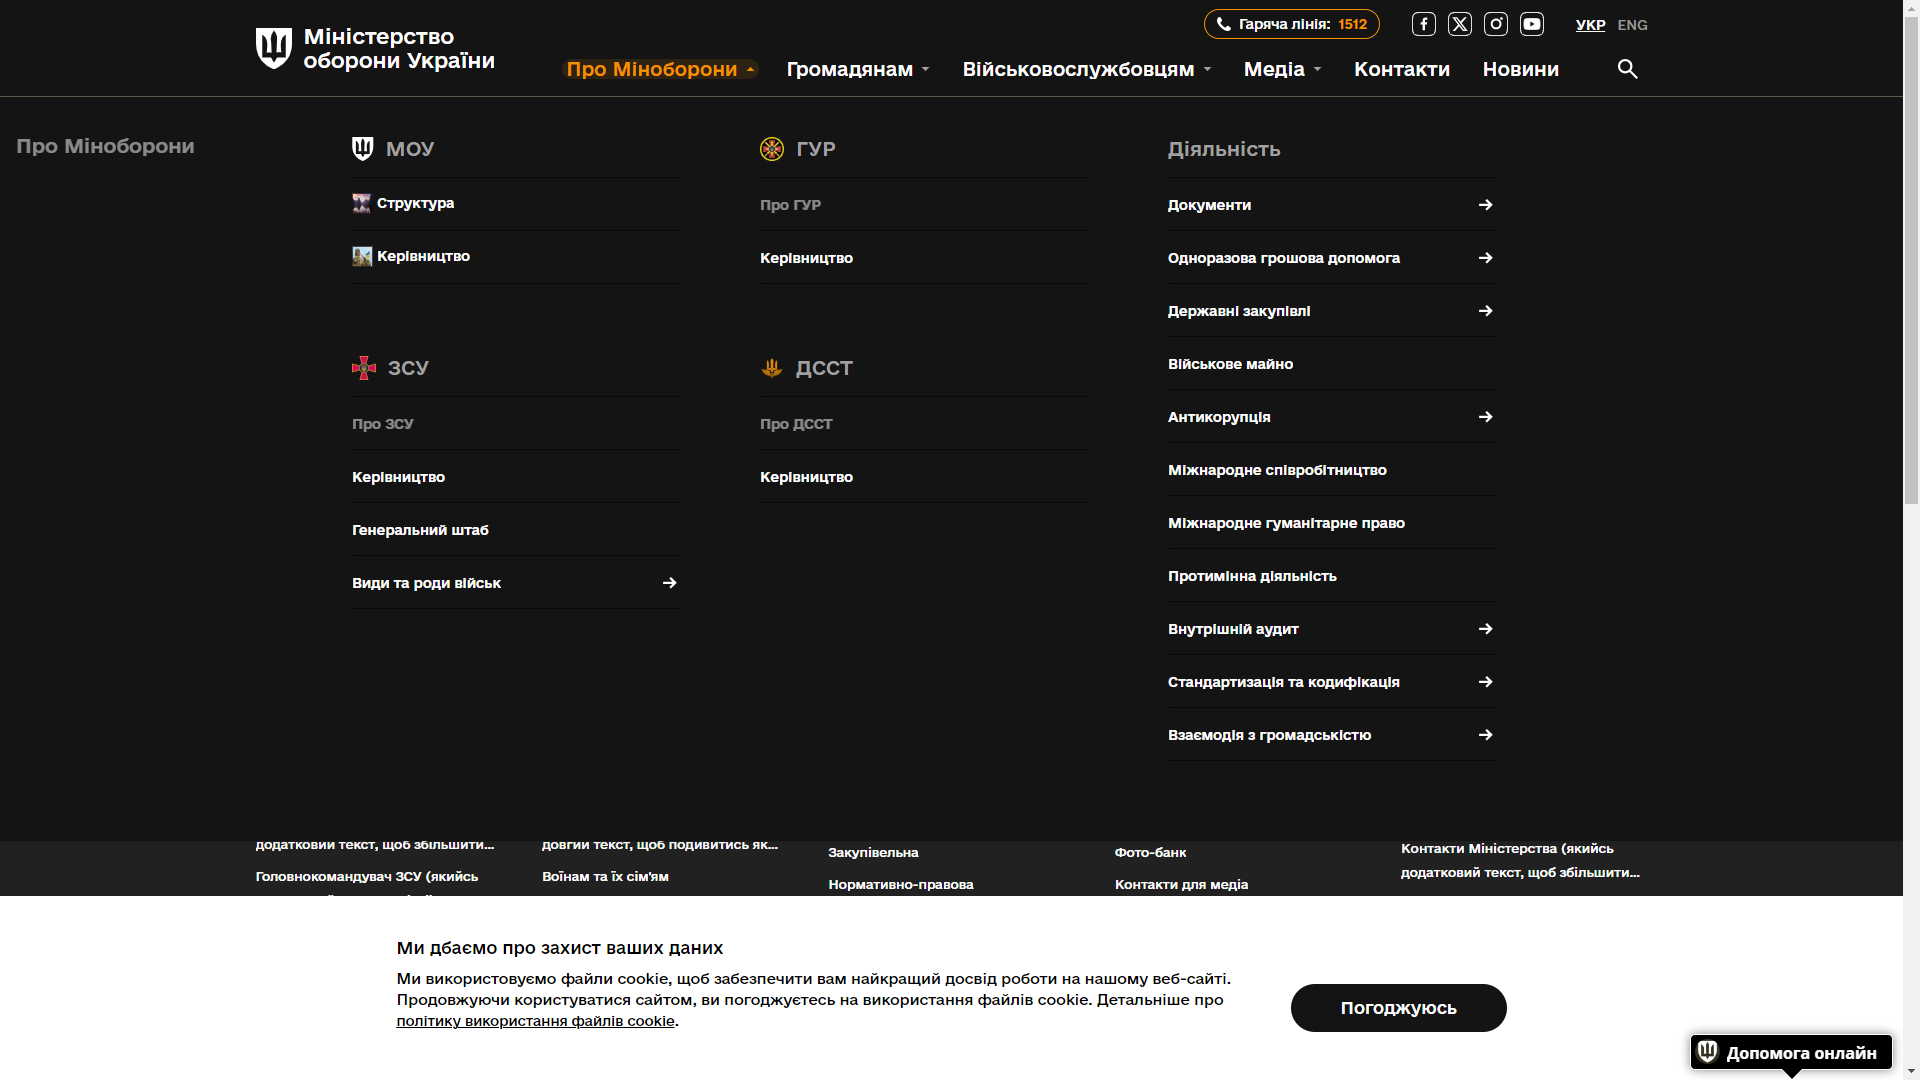 Міністерство
оборони України
Гаряча лінія: 1512
УКР ENG
Про Міноборони
Громадянам
Військовослужбовцям
Медіа
Контакти
Новини
Про Міноборони
МОУ
Структура
Керівництво
ГУР
Про ГУР
Керівництво
ЗСУ
Про ЗСУ
Керівництво
Генеральний штаб
Види та роди військ
ДССТ
Про ДССТ
Керівництво
Діяльність
Документи
Одноразова грошова допомога
Державні закупівлі
Військове майно
Антикорупція
Міжнародне співробітництво
Міжнародне гуманітарне право
Протимінна діяльність
Внутрішній аудит
Стандартизація та кодифікація
Взаємодія з громадськістю
додатковий текст, щоб збільшити...
Головнокомандувач ЗСУ (якийсь
довгий текст, щоб подивитись як...
Воїнам та їх сім'ям
Закупівельна
Нормативно-правова
Фото-банк
Контакти для медіа
Контакти Міністерства (якийсь
додатковий текст, щоб збільшити...
Ми дбаємо про захист ваших даних
Ми використовуємо файли cookie, щоб забезпечити вам найкращий досвід роботи на нашому веб-сайті.
Продовжуючи користуватися сайтом, ви погоджуєтесь на використання файлів cookie. Детальніше про
політику використання файлів cookie.
Погоджуюсь
Допомога онлайн